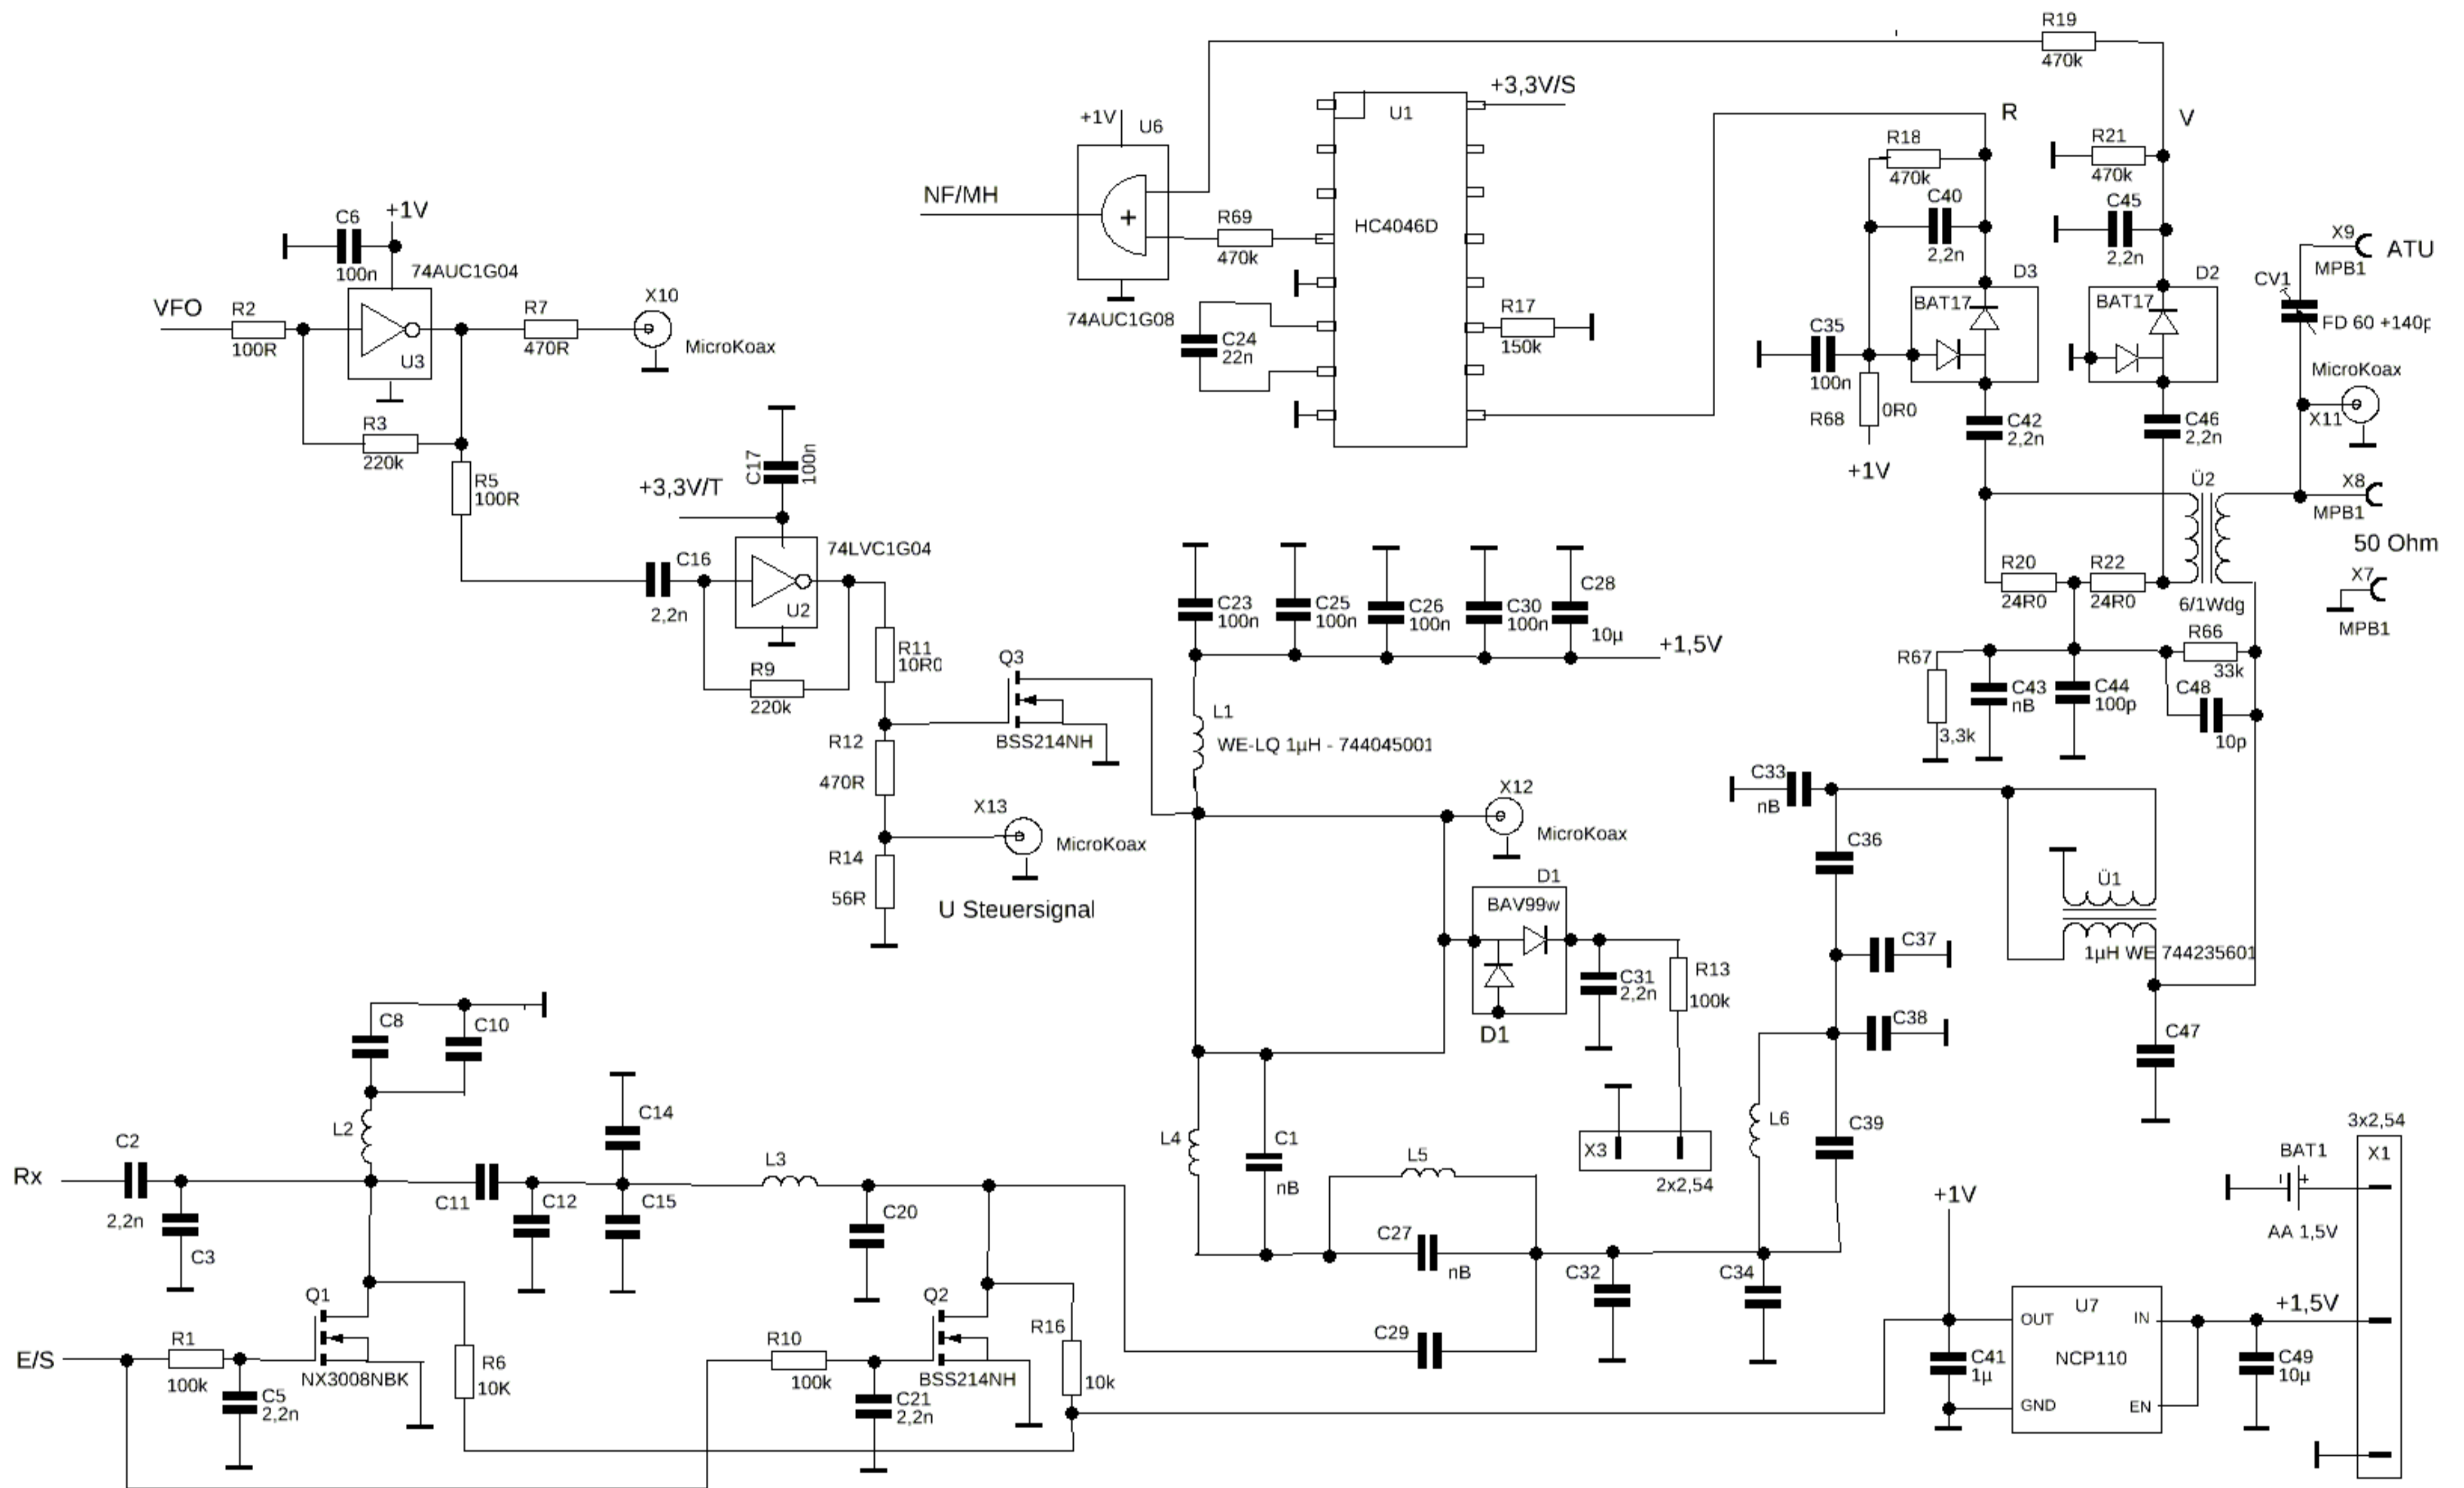 R19
470k
+3,3V/S
U1
HC4046D
+1V
U6
NF/MH
R69
470k
74AUC1G08
C24
22n
R17
150k
R
V
R18
470k
C40
2,2n
R21
470k
C45
2,2n
D3
BAT17
D2
BAT17
C35
100n
R68
0R0
+1V
C42
2,2n
C46
2,2n
X9
ATU
MPB1
CV1
FD 60 +140p
MicroKoax
X11
Ü2
X8
MPB1
50 Ohm
X7
MPB1
6/1Wdg
R20
24R0
R22
24R0
R66
33k
R67
3,3k
C43
nB
C44
100p
C48
10p
C6
100n
+1V
74AUC1G04
VFO
R2
100R
U3
R7
470R
X10
MicroKoax
R3
220k
R5
100R
C17
100n
+3,3V/T
74LVC1G04
C16
2,2n
U2
R9
220k
R11
10R0
Q3
BSS214NH
R12
470R
X13
MicroKoax
R14
56R
U Steuersignal
C23
100n
C25
100n
C26
100n
C30
100n
C28
10µ
+1,5V
L1
WE-LQ 1µH - 744045001
X12
MicroKoax
D1
BAV99w
D1
C31
2,2n
R13
100k
X3
2x2,54
C33
nB
C36
Ü1
1µH WE 744235601
C37
C38
C47
L6
C39
C8
C10
L2
C14
C2
Rx
2,2n
C3
C11
C12
C15
L3
C20
L4
C1
nB
L5
C27
nB
C32
C34
C29
Q1
NX3008NBK
E/S
R1
100k
C5
2,2n
R6
10K
R10
100k
Q2
BSS214NH
C21
2,2n
R16
10k
+1V
OUT
U7
IN
NCP110
GND
EN
C41
1µ
+1,5V
C49
10µ
3x2,54
X1
BAT1
+
AA 1,5V